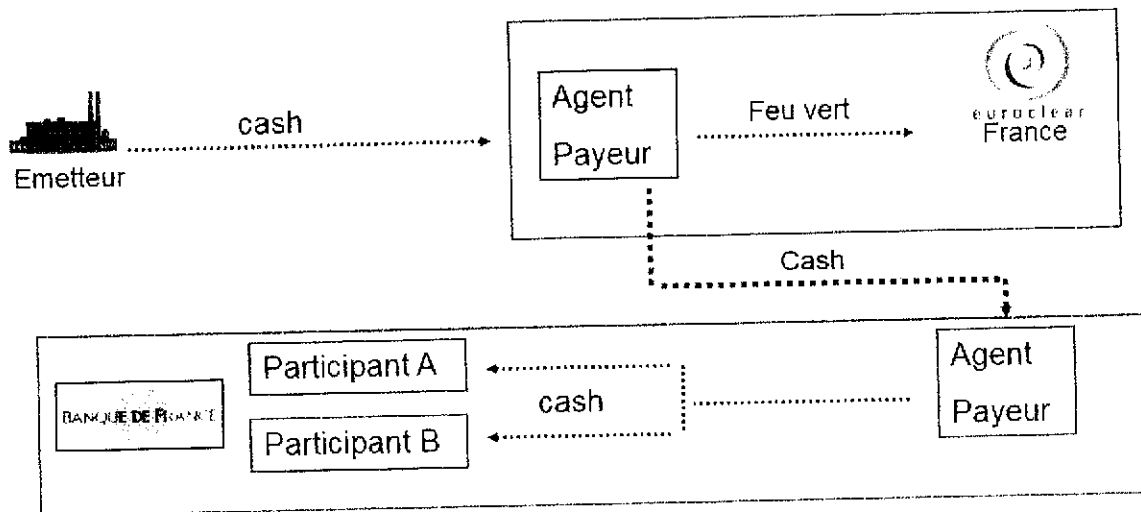 cash
Emetteur
Agent
Payeur
Feu vert
euroclear
France
Cash
Participant A
Participant B
cash
BANQUE DE FRANCE
Agent
Payeur